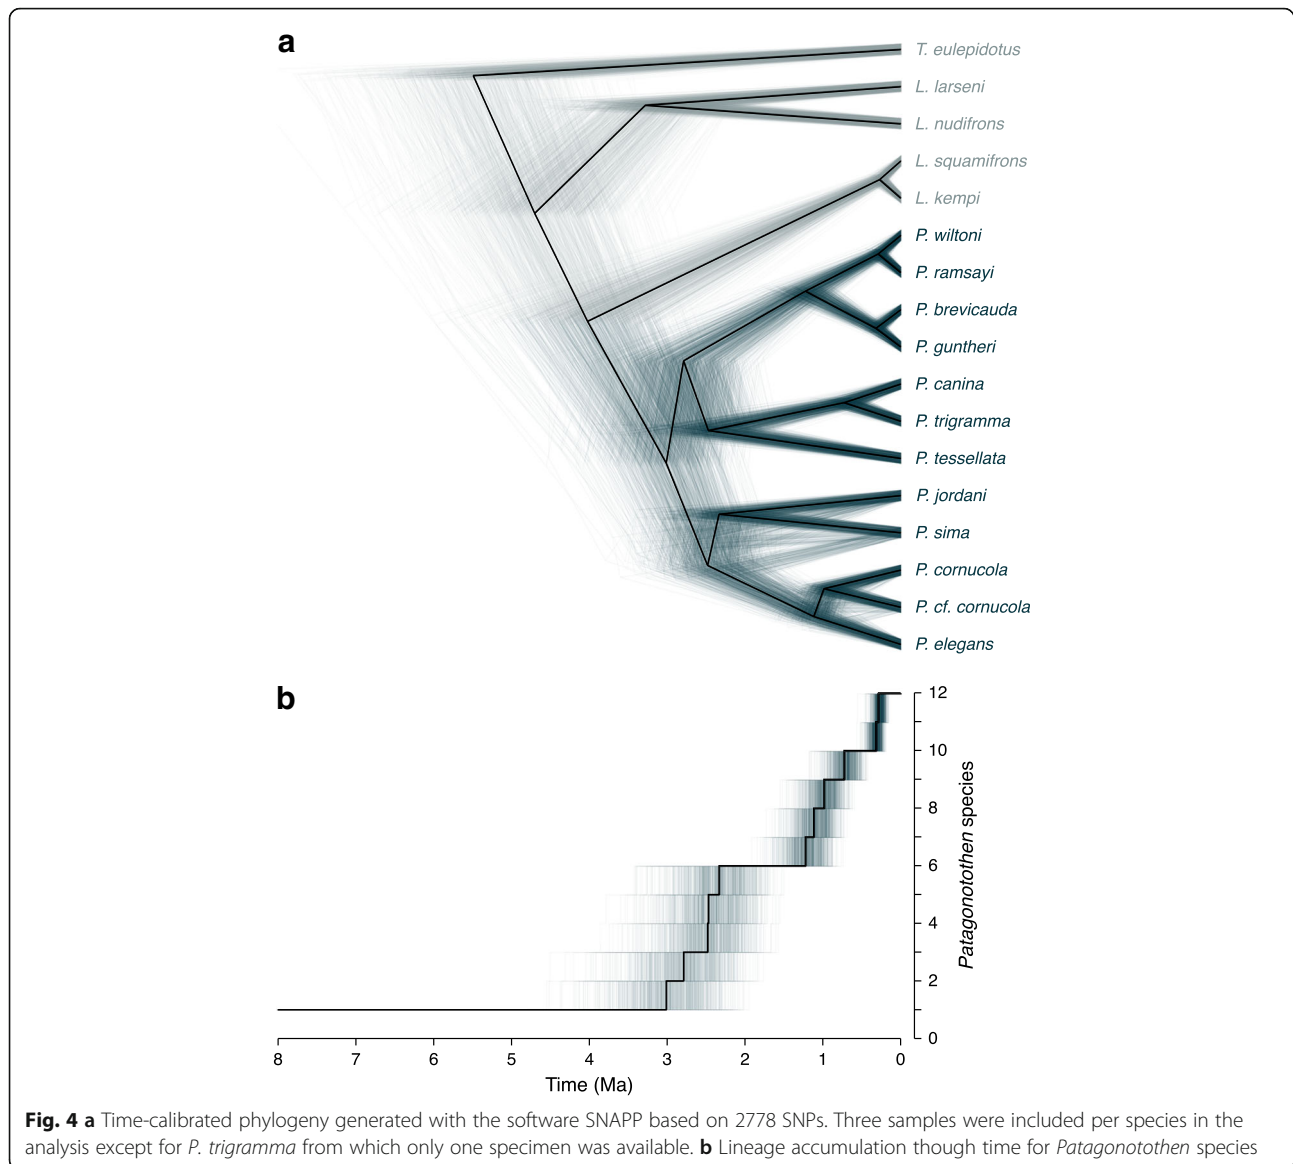 a
T. eulepidotus
L. larseni
L. nudifrons
L. squamifrons
L. kempi
P. wiltoni
P. ramsayi
P. brevicauda
P. guntheri
P. canina
P. trigramma
P. tessellata
P. jordani
P. sima
P. cornucola
P. cf. cornucola
P. elegans
b
12
10
8
6
4
2
0
Patagonotothen species
8 7 6 5 4 3 2 1 0
Time (Ma)
Fig. 4 a Time-calibrated phylogeny generated with the software SNAPP based on 2778 SNPs. Three samples were included per species in the
analysis except for P. trigramma from which only one specimen was available. b Lineage accumulation though time for Patagonotothen species